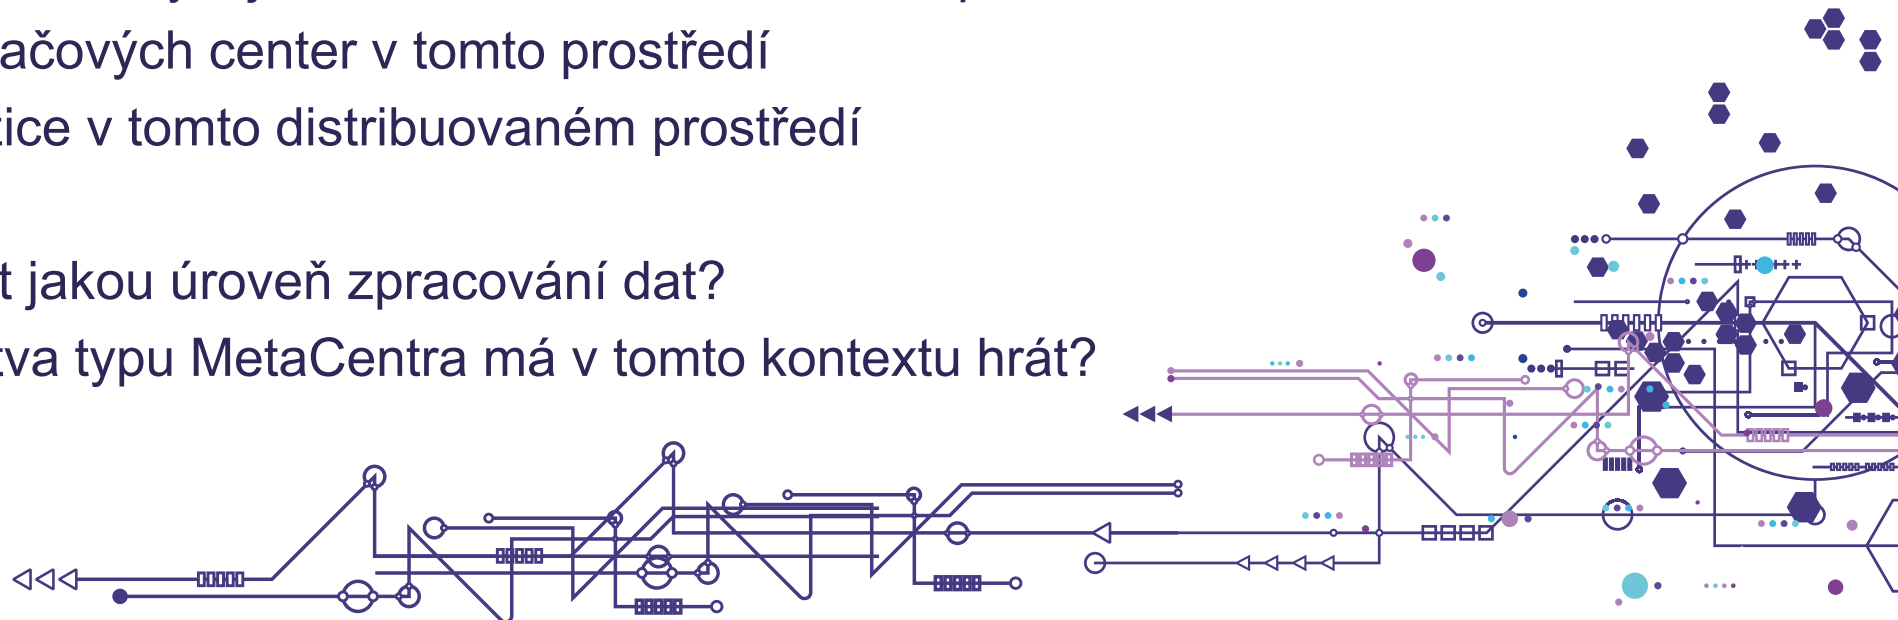 ačových center v tomto prostředí
tice v tomto distribuovaném prostředí
t jakou úroveň zpracování dat?
tva typu MetaCentra má v tomto kontextu hrát?